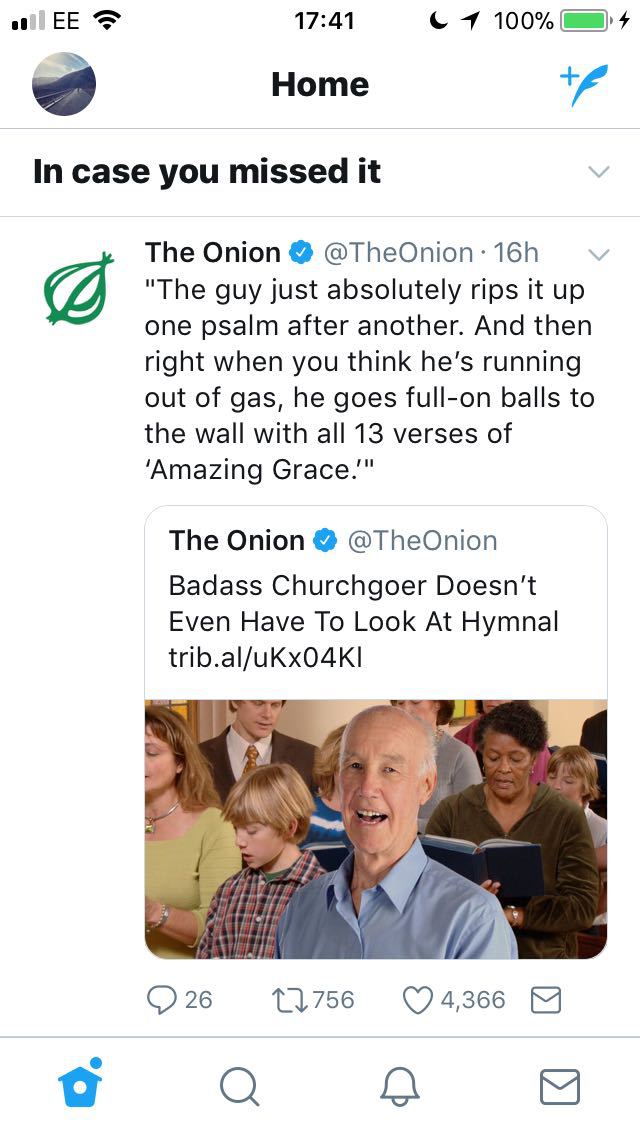 EE 17:41 100%
Home
In case you missed it
The Onion @TheOnion · 16h
"The guy just absolutely rips it up
one psalm after another. And then
right when you think he’s running
out of gas, he goes full-on balls to
the wall with all 13 verses of
‘Amazing Grace.’"
The Onion @TheOnion
Badass Churchgoer Doesn’t
Even Have To Look At Hymnal
trib.al/uKx04Kl
26 756 4,366